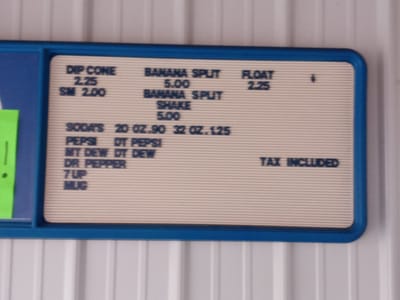 DIP CONE BANANA SPLIT FLOAT
2.25 5.00 2.25
SM 2.00 BANANA SPLIT
SHAKE
5.00
SODA'S 20 OZ .90 32 OZ. 1.25
PEPSI DT PEPSI
MT DEW DT DEW
DR PEPPER TAX INCLUDED
7 UP
MUG